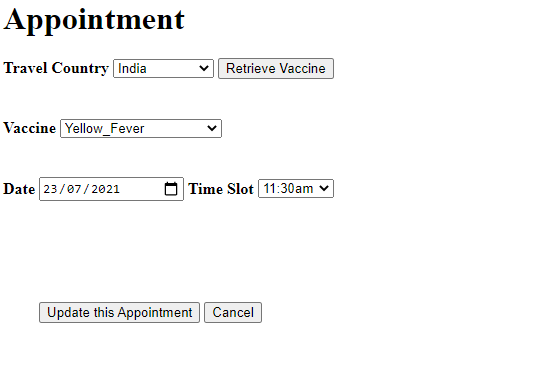 Appointment
Travel Country India Retrieve Vaccine
Vaccine Yellow_Fever
Date 23/07/2021 Time Slot 11:30am
Update this Appointment Cancel